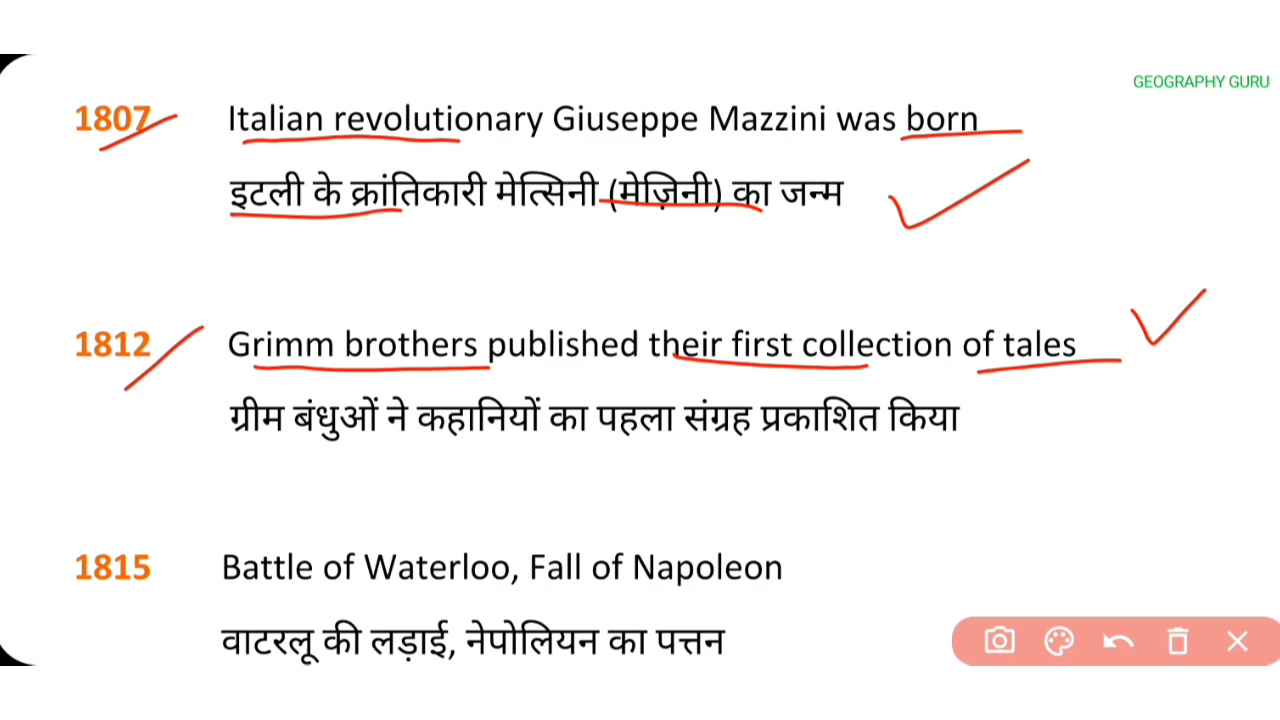 GEOGRAPHY GURU
1807 Italian revolutionary Giuseppe Mazzini was born
इटली के क्रांतिकारी मेत्सिनी (मेज़िनी) का जन्म
1812 Grimm brothers published their first collection of tales
ग्रीम बंधुओं ने कहानियों का पहला संग्रह प्रकाशित किया
1815 Battle of Waterloo, Fall of Napoleon
वाटरलू की लड़ाई, नेपोलियन का पत्तन